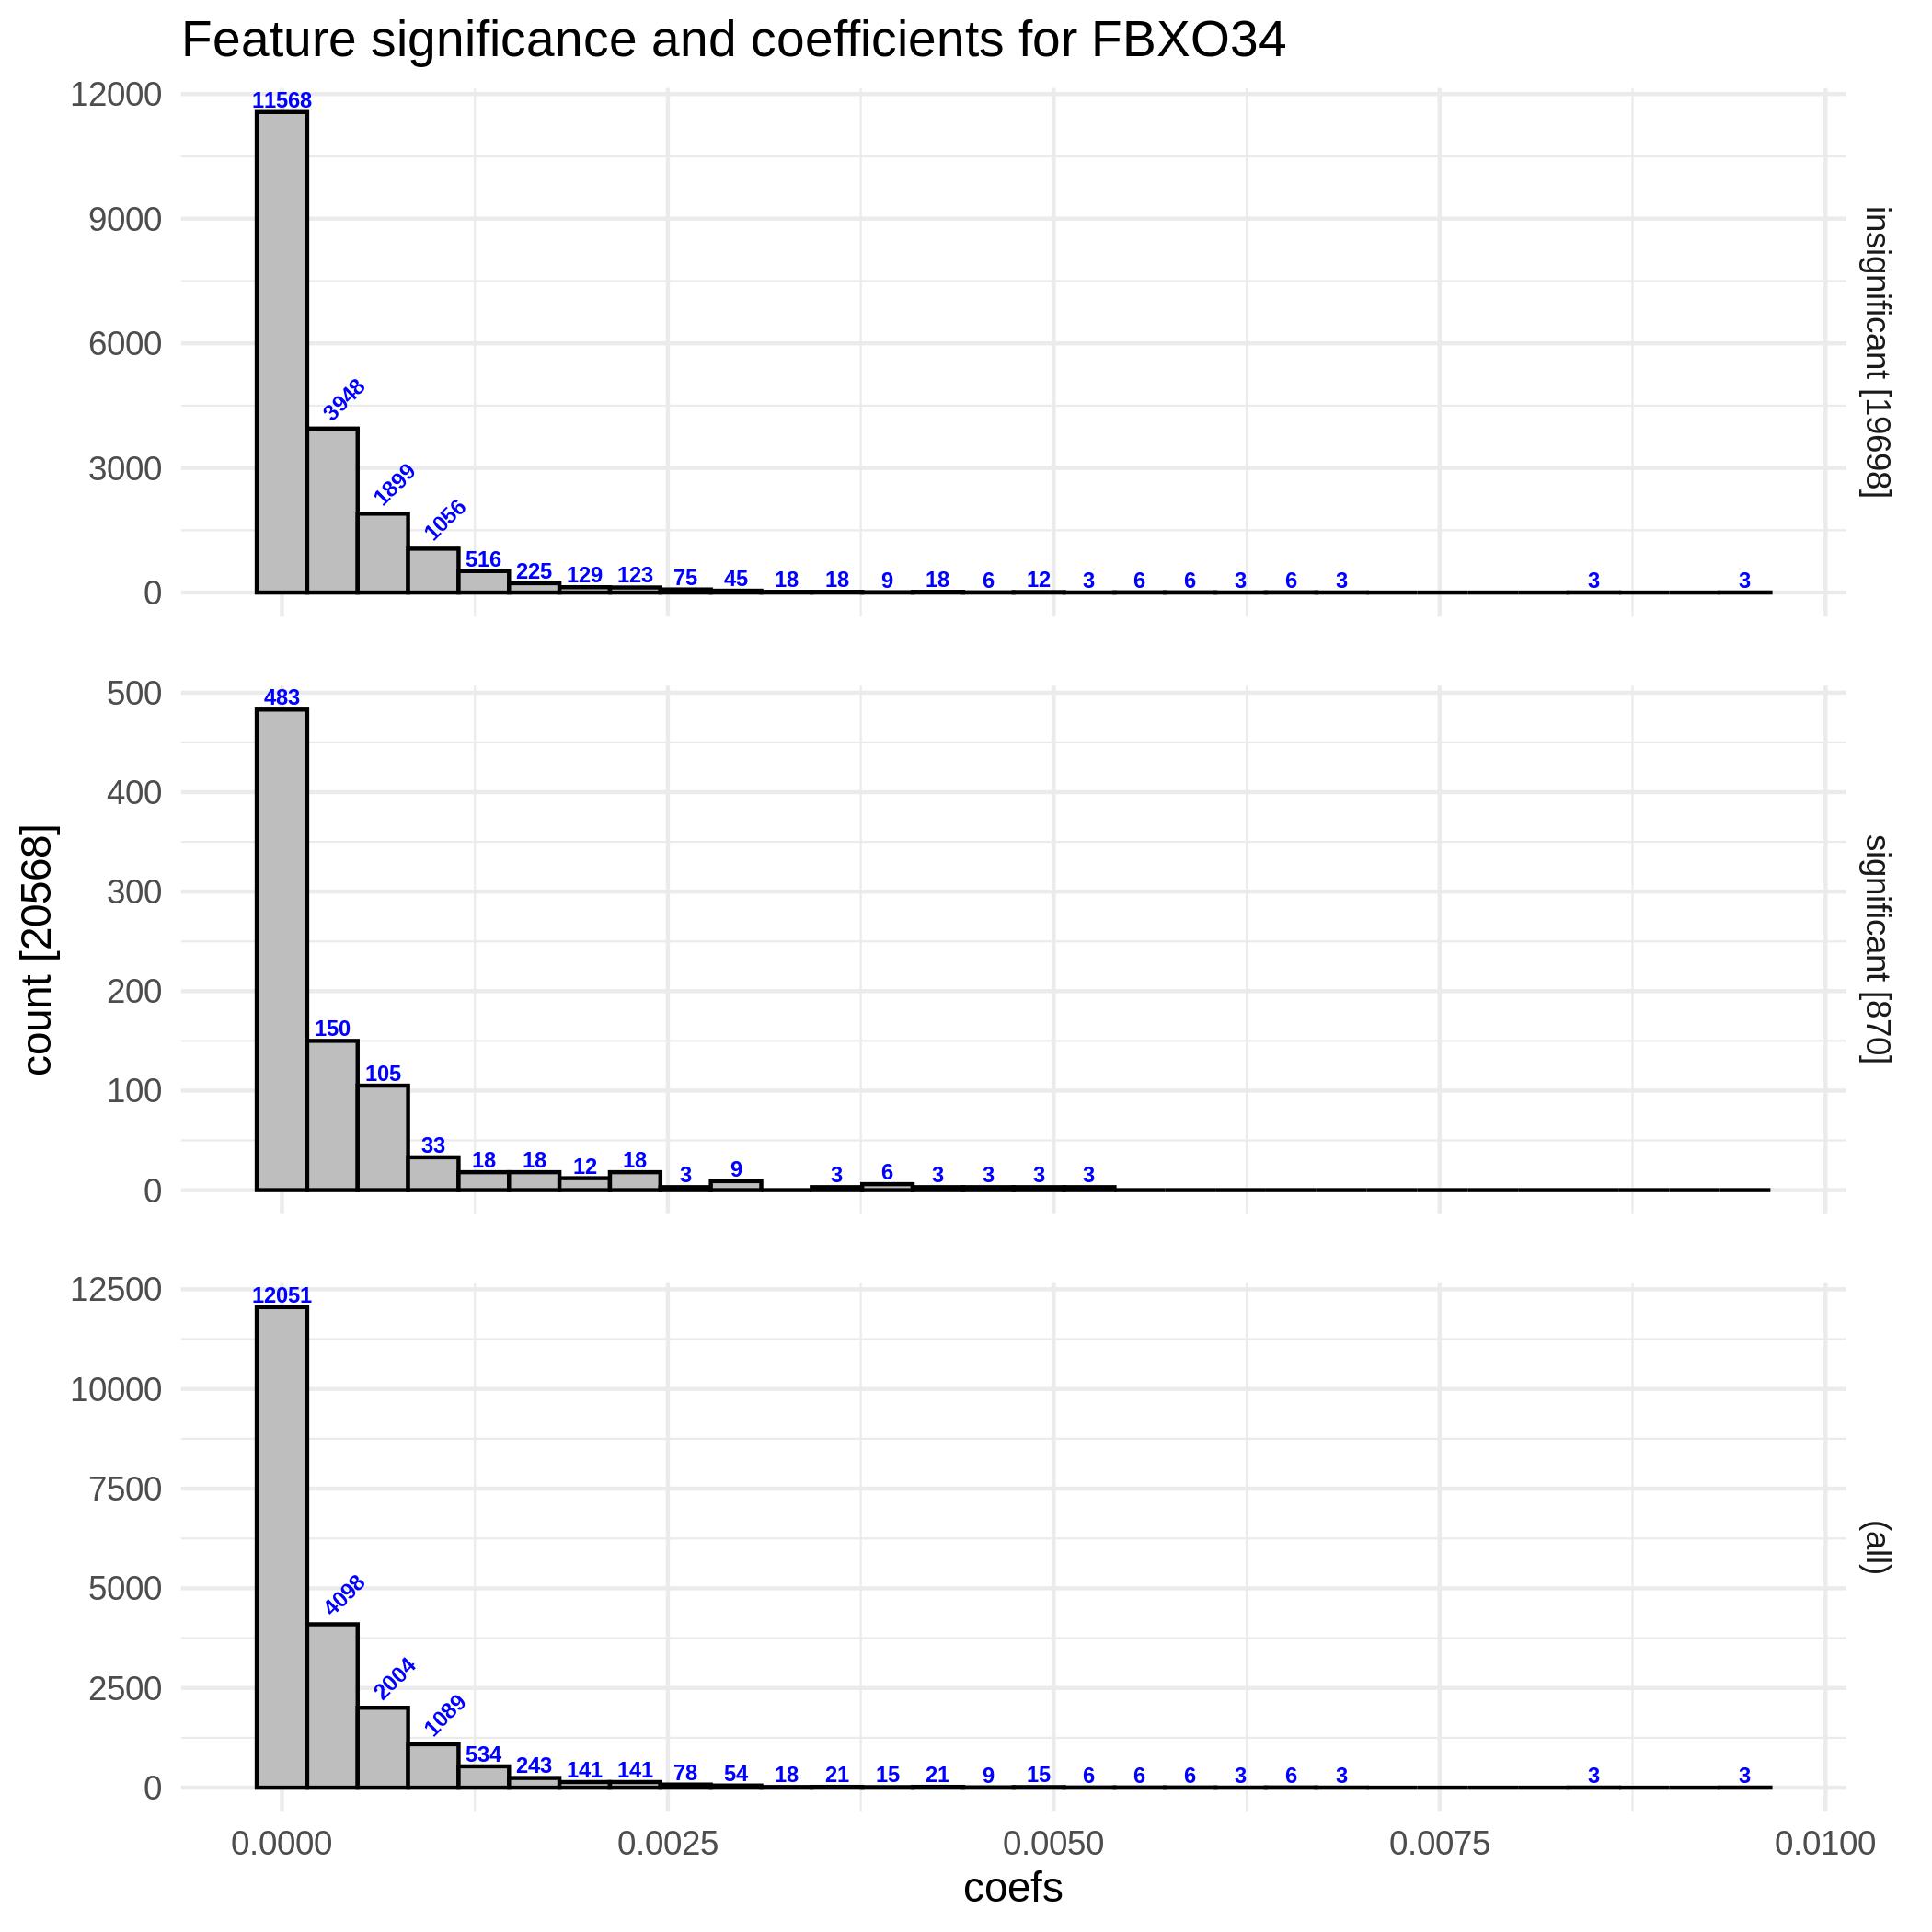 Feature significance and coefficients for FBXO34
12000
9000
6000
3000
0
11568
3948
1899
1056
516 225 129 123 75 45 18 18 9 18 6 12 3 6 6 3 6 3 3 3
insignificant [19698]
count [20568]
500
400
300
200
100
0
483
150
105
33 18 18 12 18 3 9 3 6 3 3 3 3
significant [870]
12500
10000
7500
5000
2500
0
12051
4098
2004
1089
534 243 141 141 78 54 18 21 15 21 9 15 6 6 6 3 6 3 3 3
(all)
0.0000 0.0025 0.0050 0.0075 0.0100
coefs